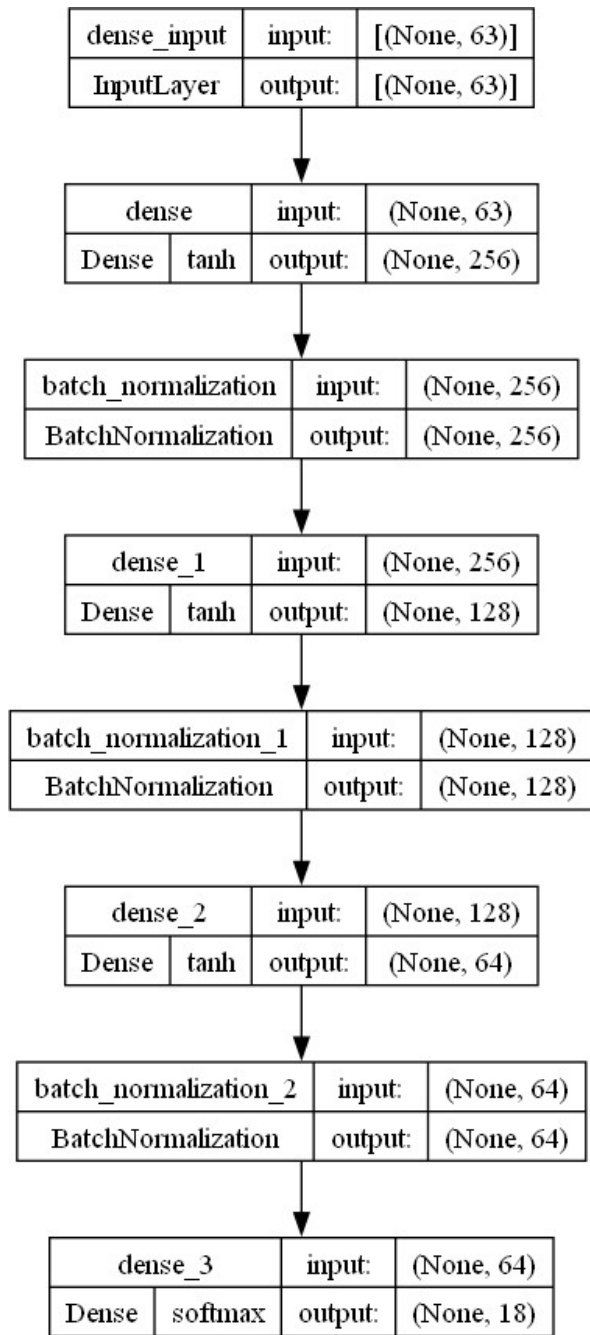 dense_input input: [(None, 63)]
InputLayer output: [(None, 63)]
dense input: (None, 63)
Dense tanh output: (None, 256)
batch_normalization input: (None, 256)
BatchNormalization output: (None, 256)
dense_1 input: (None, 256)
Dense tanh output: (None, 128)
batch_normalization_1 input: (None, 128)
BatchNormalization output: (None, 128)
dense_2 input: (None, 128)
Dense tanh output: (None, 64)
batch_normalization_2 input: (None, 64)
BatchNormalization output: (None, 64)
dense_3 input: (None, 64)
Dense softmax output: (None, 18)